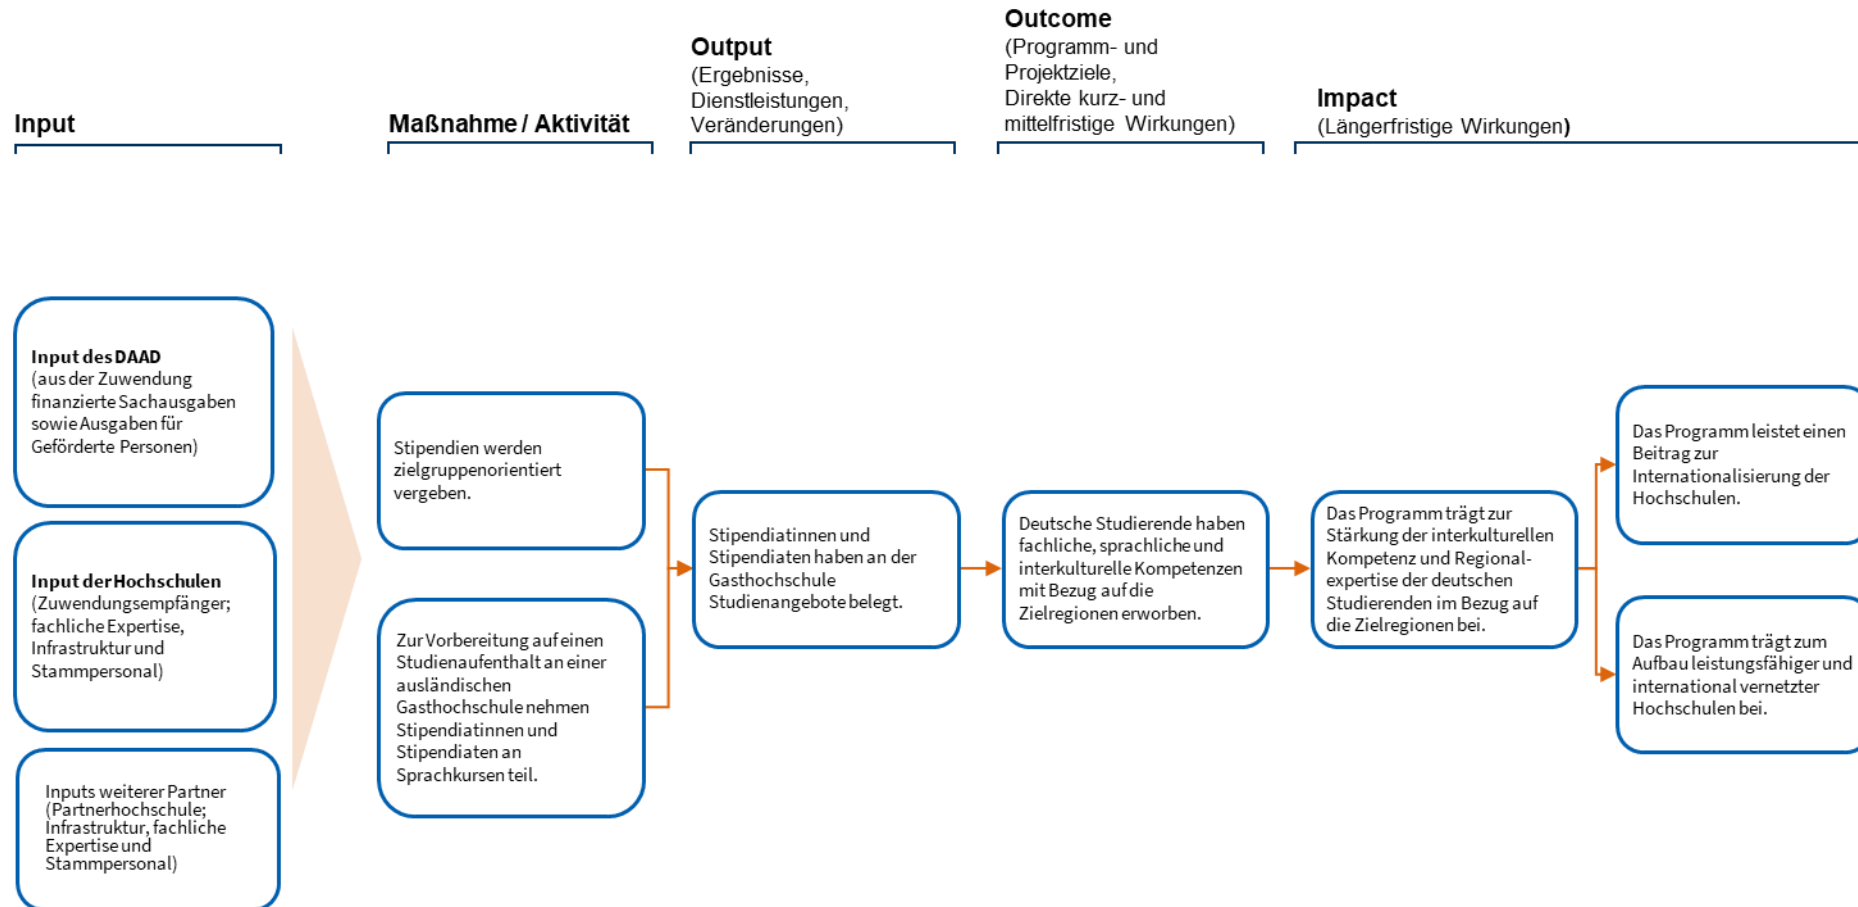 Input
Maßnahme / Aktivität
Output
(Ergebnisse,
Dienstleistungen,
Veränderungen)
Outcome
(Programm- und
Projektziele,
Direkte kurz- und
mittelfristige Wirkungen)
Impact
(Längerfristige Wirkungen)
Input des DAAD
(aus der Zuwendung
finanzierte Sachausgaben
sowie Ausgaben für
Geförderte Personen)
Input der Hochschulen
(Zuwendungsempfänger;
fachliche Expertise,
Infrastruktur und
Stammpersonal)
Inputs weiterer Partner
(Partnerhochschule;
Infrastruktur, fachliche
Expertise und
Stammpersonal)
Stipendien werden
zielgruppenorientiert
vergeben.
Zur Vorbereitung auf einen
Studienaufenthalt an einer
ausländischen
Gasthochschule nehmen
Stipendiatinnen und
Stipendiaten an
Sprachkursen teil.
Stipendiatinnen und
Stipendiaten haben an der
Gasthochschule
Studienangebote belegt.
Deutsche Studierende haben
fachliche, sprachliche und
interkulturelle Kompetenzen
mit Bezug auf die
Zielregionen erworben.
Das Programm trägt zur
Stärkung der interkulturellen
Kompetenz und Regional-
expertise der deutschen
Studierenden im Bezug auf
die Zielregionen bei.
Das Programm leistet einen
Beitrag zur
Internationalisierung der
Hochschulen.
Das Programm trägt zum
Aufbau leistungsfähiger und
international vernetzter
Hochschulen bei.